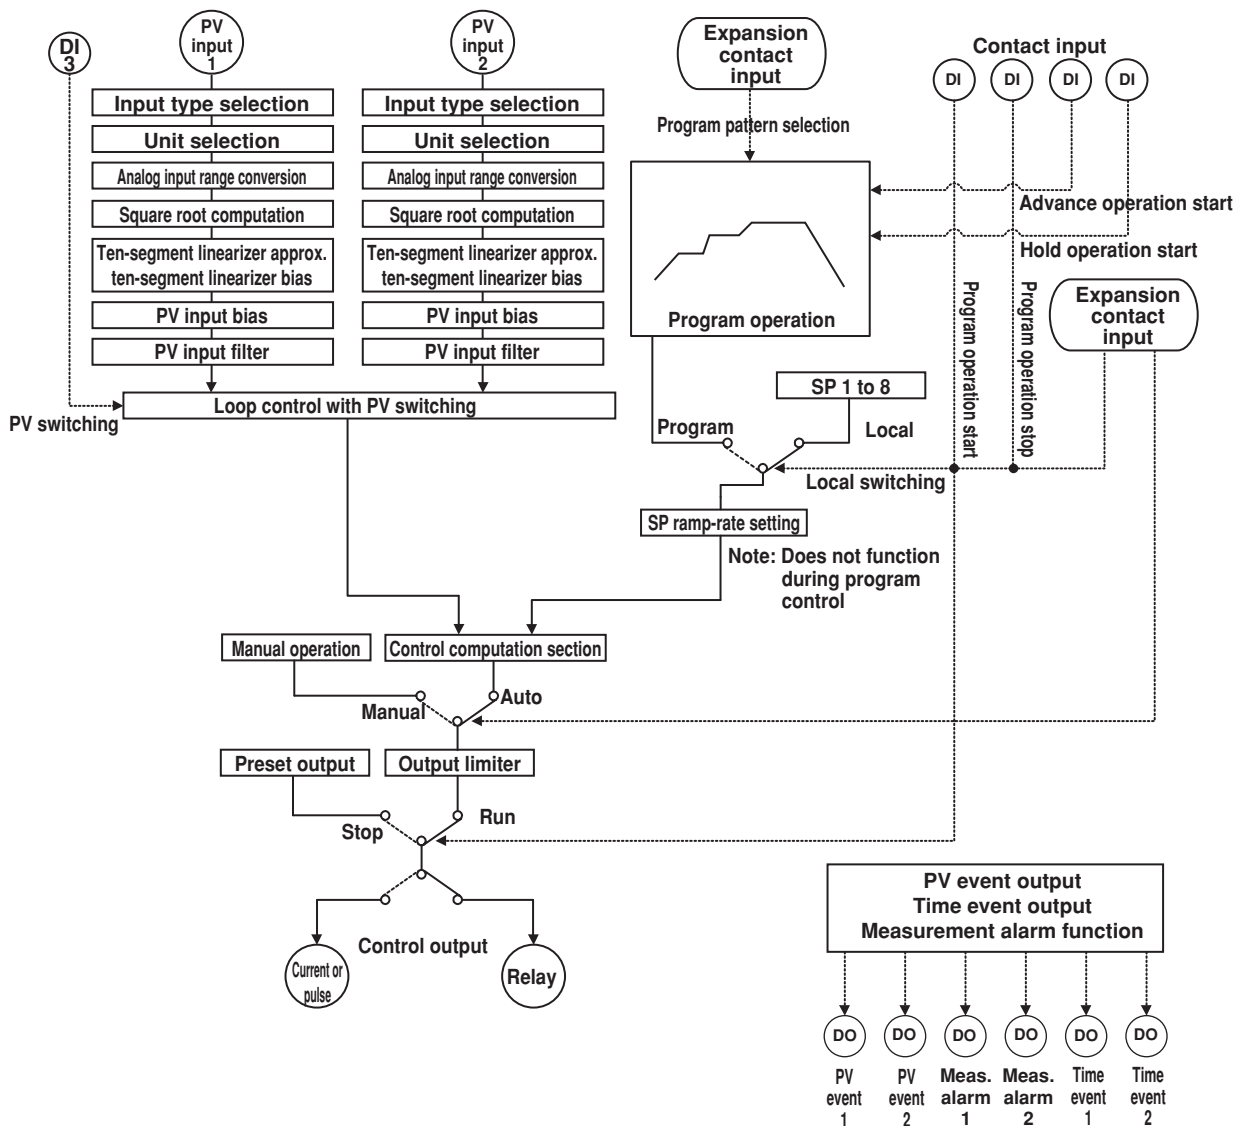 DI
3
PV
input
1
PV
input
2
Expansion
contact
input
Contact input
DI
DI
DI
DI
Input type selection
Unit selection
Analog input range conversion
Square root computation
Ten-segment linearizer approx.
ten-segment linearizer bias
PV input bias
PV input filter
Input type selection
Unit selection
Analog input range conversion
Square root computation
Ten-segment linearizer approx.
ten-segment linearizer bias
PV input bias
PV input filter
Program pattern selection
Program operation
Advance operation start
Hold operation start
Program operation start
Program operation stop
Expansion
contact
input
PV switching
Loop control with PV switching
SP 1 to 8
Program
Local
Local switching
SP ramp-rate setting
Note: Does not function
during program
control
Manual operation
Control computation section
Manual
Auto
Preset output
Output limiter
Stop
Run
Control output
Current or
pulse
Relay
PV event output
Time event output
Measurement alarm function
DO
DO
DO
DO
DO
DO
PV
event
1
PV
event
2
Meas.
alarm
1
Meas.
alarm
2
Time
event
1
Time
event
2